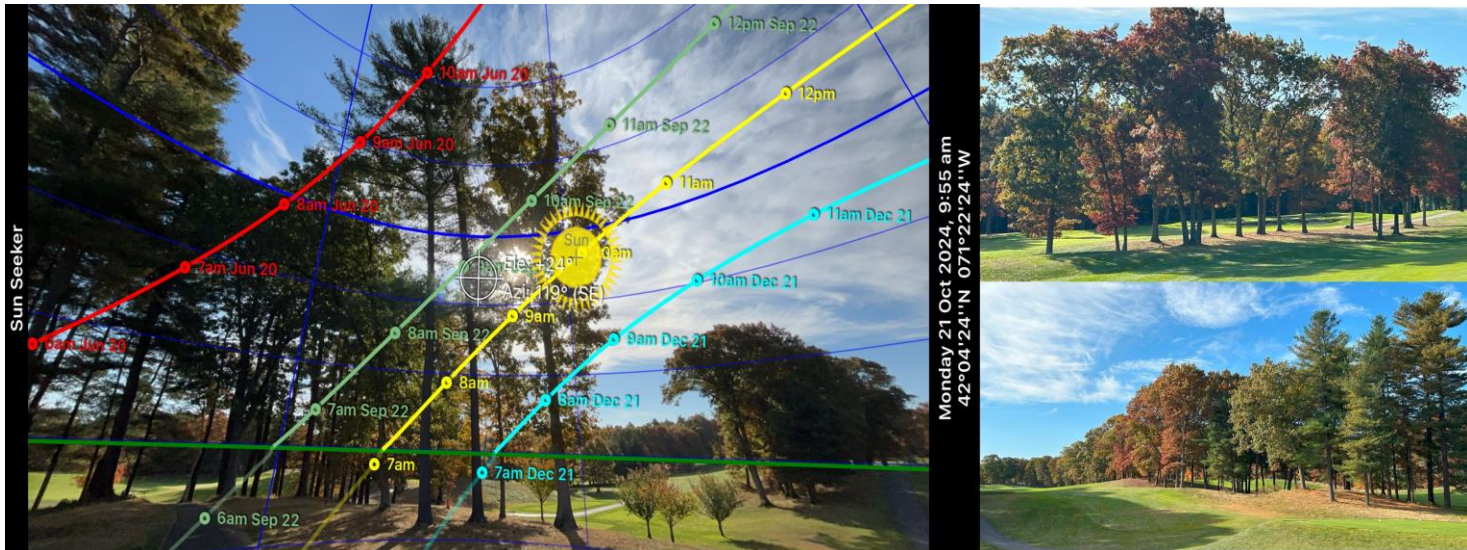 Sun Seeker
12pm Sep 22
10am Jun 20
12pm
11am Sep 22
9am Jun 20
11am
8am Jun 20
10am Sep 22
11am Dec 21
Sun
10am
Ele: +24°
7am Jun 20
10am Dec 21
Azi: 119° (SE)
9am
8am Sep 22
9am Dec 21
6am Jun 20
8am
8am Dec 21
7am Sep 22
7am
7am Dec 21
6am Sep 22
Monday 21 Oct 2024, 9:55 am
42°04'24''N 071°22'24''W